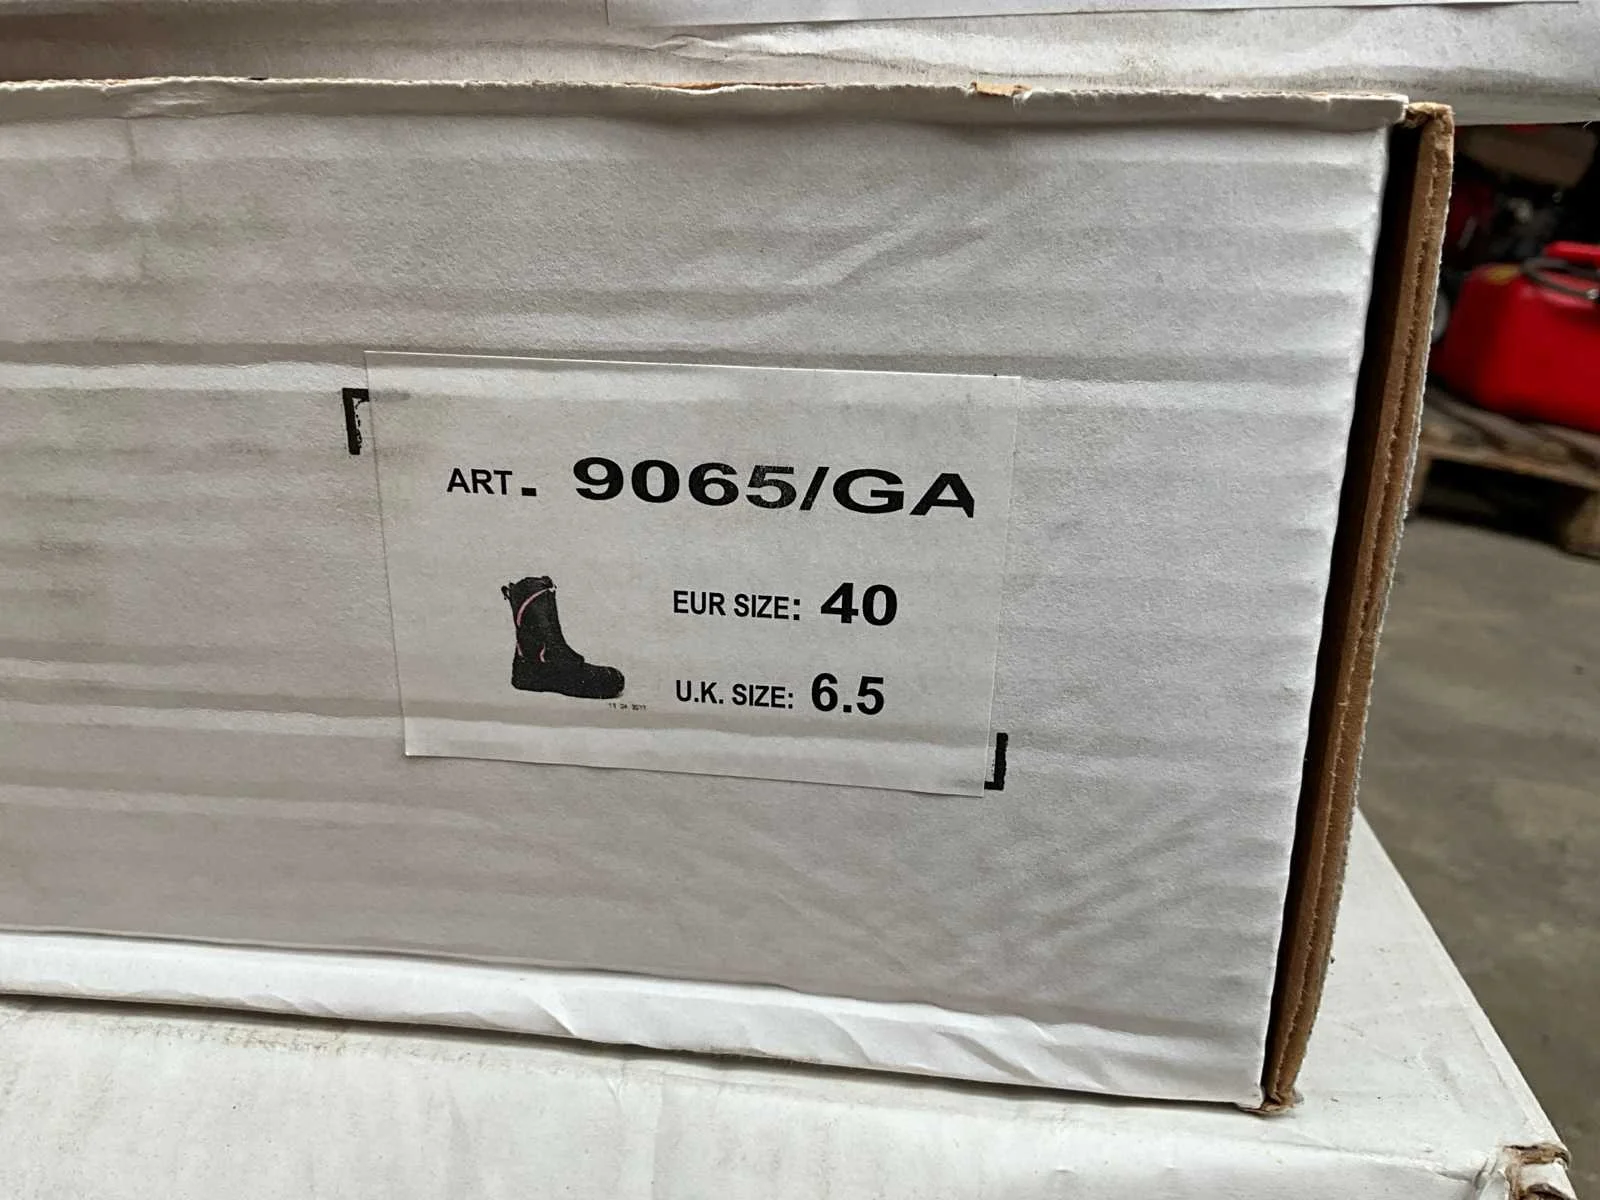 ART. 9065/GA
EUR SIZE: 40
U.K. SIZE: 6.5